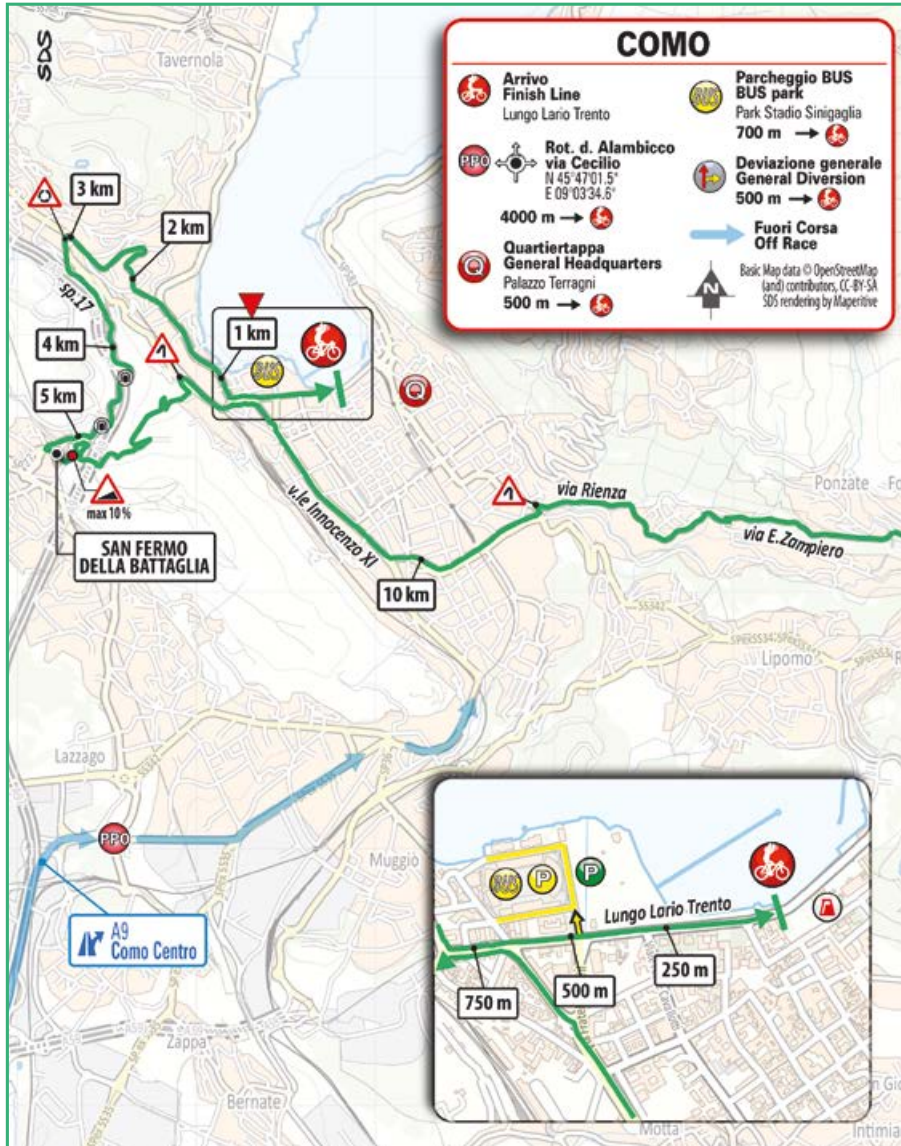 SDS
Tavernola
COMO
Arrivo
Finish Line
Lungo Lario Trento
PPO
Rot. d. Alambicco
via Cecilio
N 45°47'01.5"
E 09°03'34.6"
4000 m
Q
Quartiertappa
General Headquarters
Palazzo Terragni
500 m
BUS
Parcheggio BUS
BUS park
Park Stadio Sinigaglia
700 m
Deviazione generale
General Diversion
500 m
Fuori Corsa
Off Race
N
Basic Map data © OpenStreetMap
(and) contributors, CC-BY-SA
SDS rendering by Maperitive
3 km
2 km
sp.17
1 km
4 km
BUS
5 km
Q
max 10%
SAN FERMO
DELLA BATTAGLIA
v.le Innocenzo XI
via Rienza
Ponzate
via E.Zampiero
10 km
SS342
Lipomo
Lazzago
PPO
Muggiò
A9
Como Centro
Zappa
Bernate
BUS
P
P
Lungo Lario Trento
750 m
500 m
250 m
Motta
Intimia